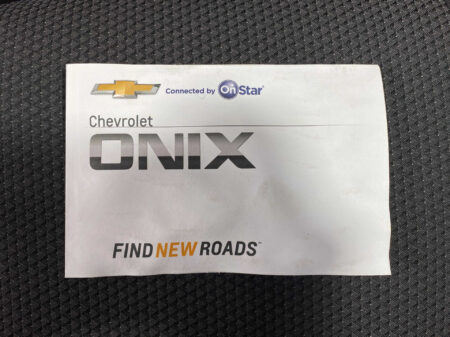 Connected by OnStar
Chevrolet
ONIX
FIND NEW ROADS™